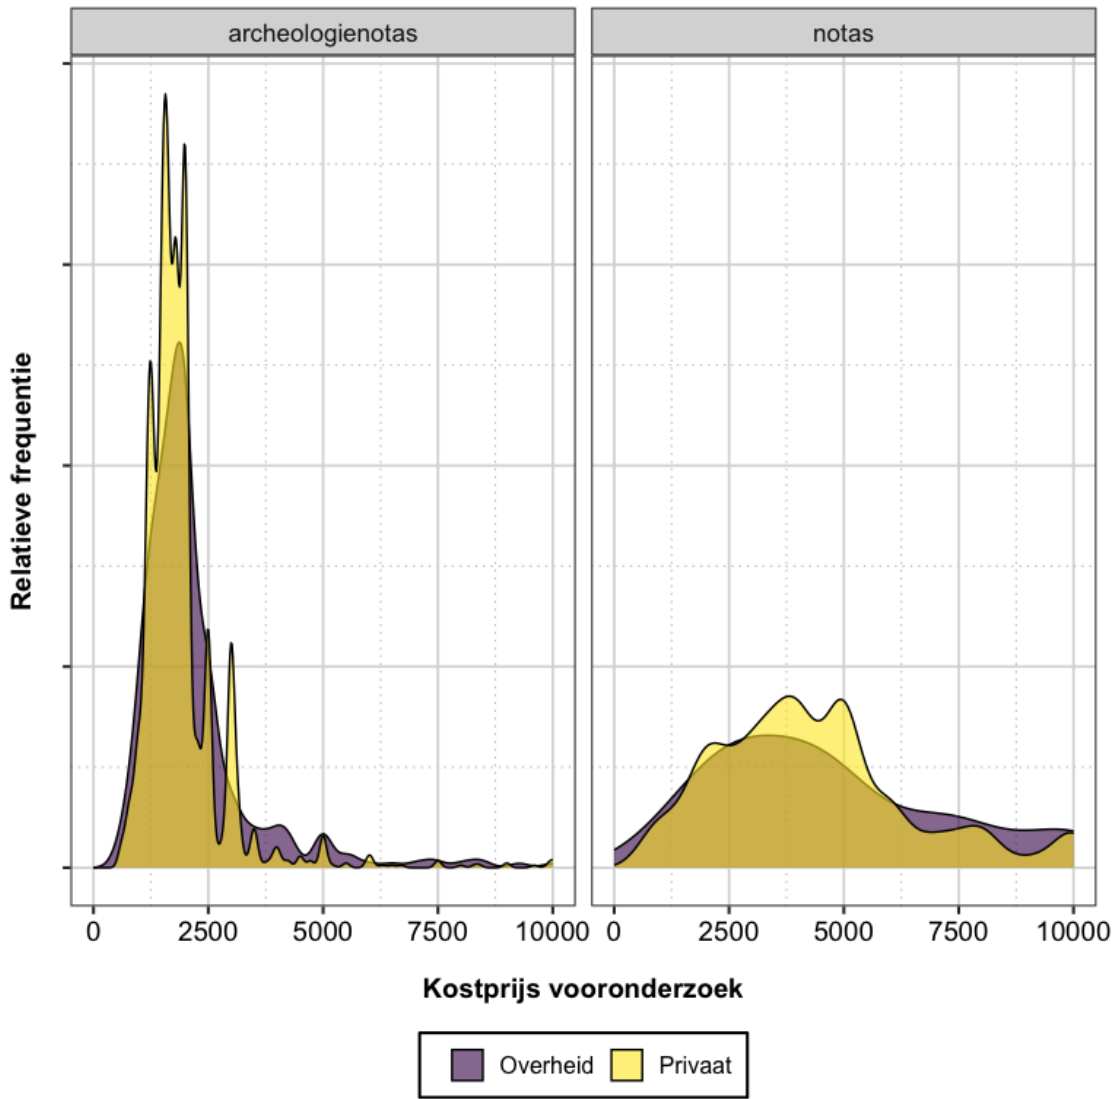 archeologienotas
notas
Relatieve frequentie
0 2500 5000 7500 10000 0 2500 5000 7500 10000
Kostprijs vooronderzoek
Overheid Privaat